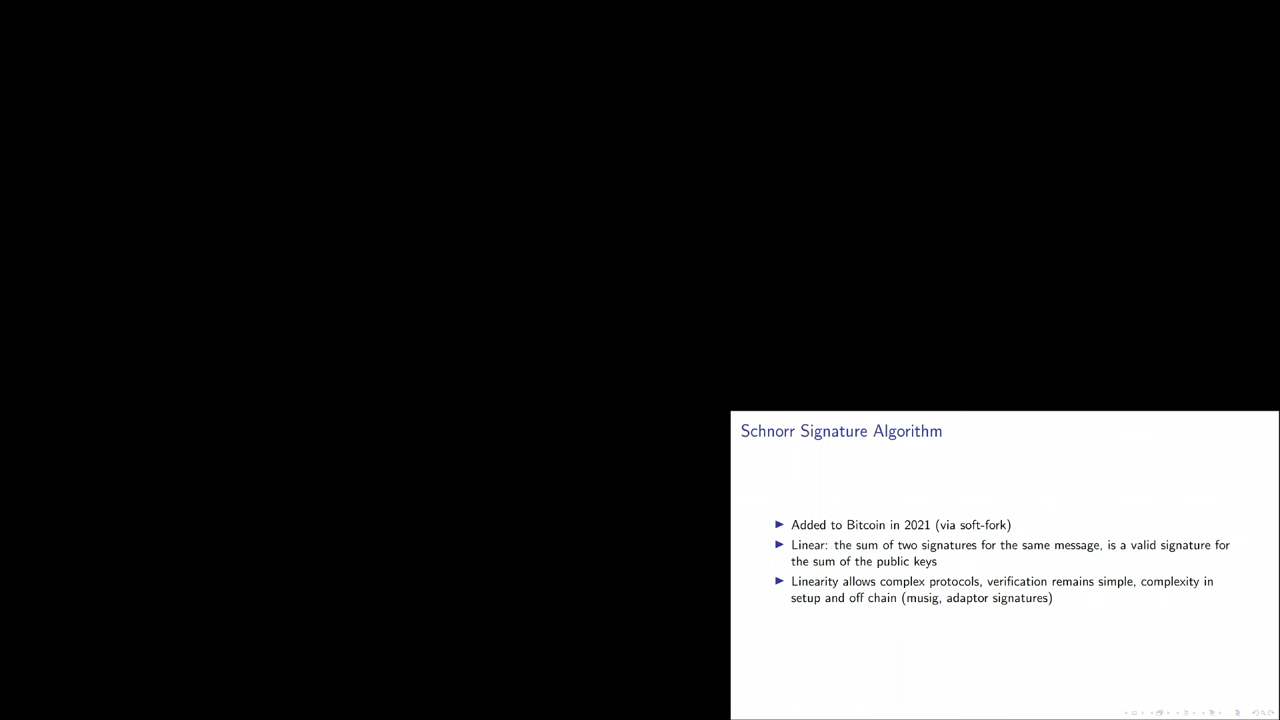 Schnorr Signature Algorithm
Added to Bitcoin in 2021 (via soft-fork)
Linear: the sum of two signatures for the same message, is a valid signature for
the sum of the public keys
Linearity allows complex protocols, verification remains simple, complexity in
setup and off chain (musig, adaptor signatures)